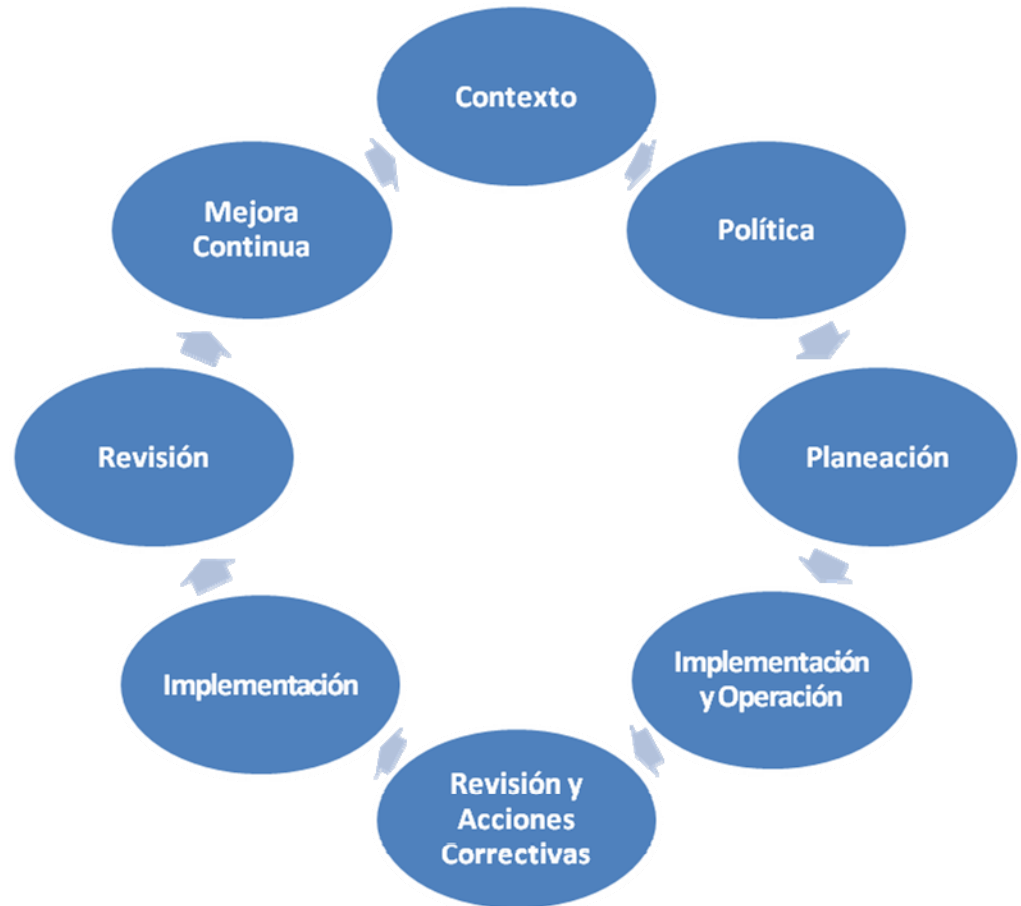 Contexto
Política
Planeación
Implementación
y Operación
Revisión y
Acciones
Correctivas
Implementación
Revisión
Mejora
Continua